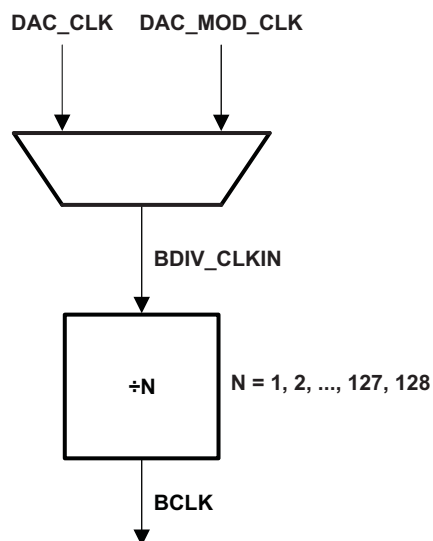 DAC_CLK DAC_MOD_CLK
BDIV_CLKIN
÷N N = 1, 2, ..., 127, 128
BCLK